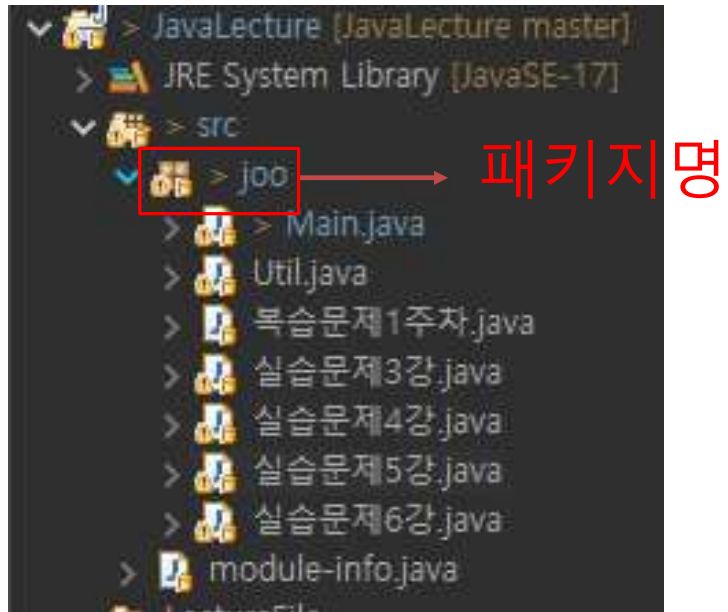 > JavaLecture [JavaLecture master]
JRE System Library [JavaSE-17]
> src
> joo
패키지명
> Main.java
Util.java
복습문제1주차.java
실습문제3강.java
실습문제4강.java
실습문제5강.java
실습문제6강.java
module-info.java